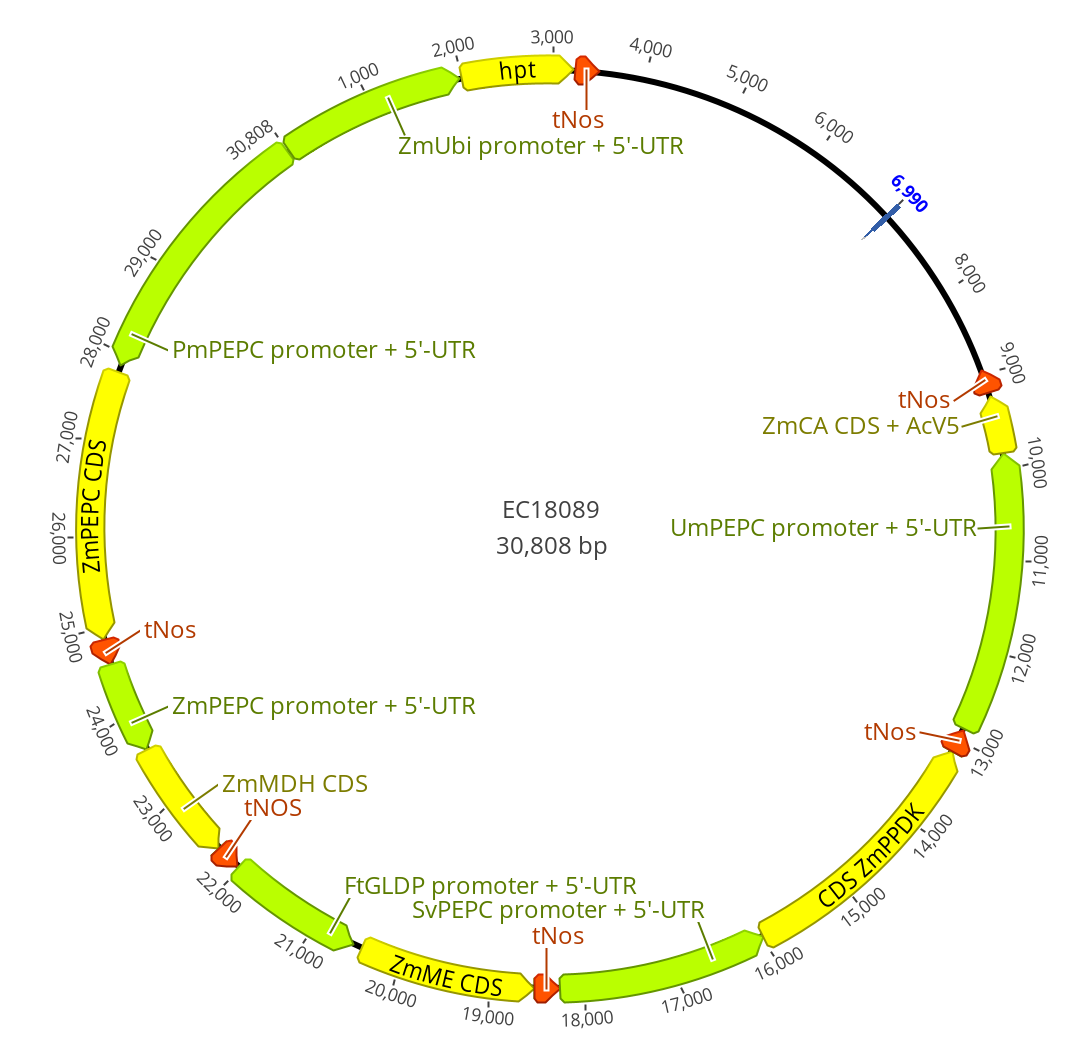 2,000
3,000
4,000
hpt
1,000
5,000
tNos
30,808
ZmUbi promoter + 5'-UTR
6,000
6,990
29,000
8,000
28,000
PmPEPC promoter + 5'-UTR
9,000
tNos
ZmCA CDS + AcV5
27,000
10,000
ZmPEPC CDS
EC18089
UmPEPC promoter + 5'-UTR
30,808 bp
26,000
11,000
25,000
tNos
12,000
ZmPEPC promoter + 5'-UTR
24,000
tNos
13,000
ZmMDH CDS
tNOS
23,000
14,000
CDS ZmPPDK
FtGLDP promoter + 5'-UTR
22,000
15,000
SvPEPC promoter + 5'-UTR
tNos
21,000
16,000
ZmME CDS
20,000
17,000
19,000
18,000